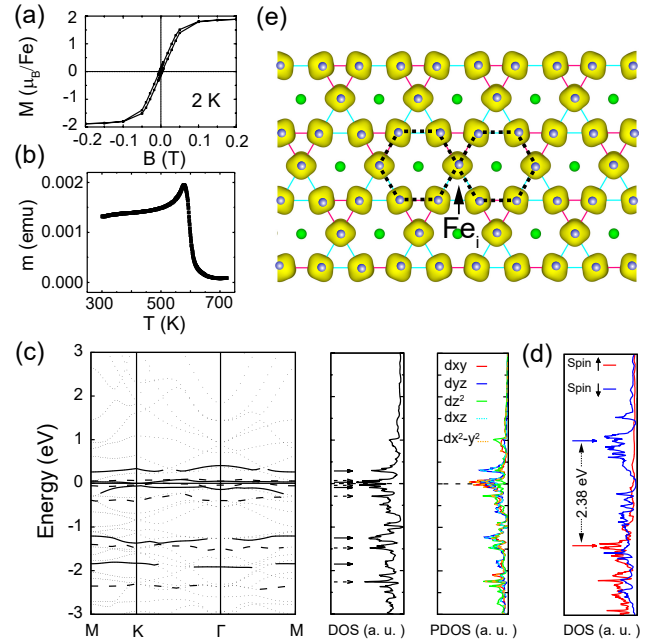 (a)
2
1
0
-1
-2
M (μB/Fe)
2 K
-0.2 -0.1 0.0 0.1 0.2
B (T)
(b)
0.002
0.001
0.000
m (emu)
300 500 700
T (K)
(e)
Fei
(c)
3
2
1
0
-1
-2
-3
Energy (eV)
M K Γ M
DOS (a. u.)
dxy
dyz
dz²
dxz
dx²-y²
PDOS (a. u.)
(d)
Spin ↑
Spin ↓
2.38 eV
DOS (a. u.)